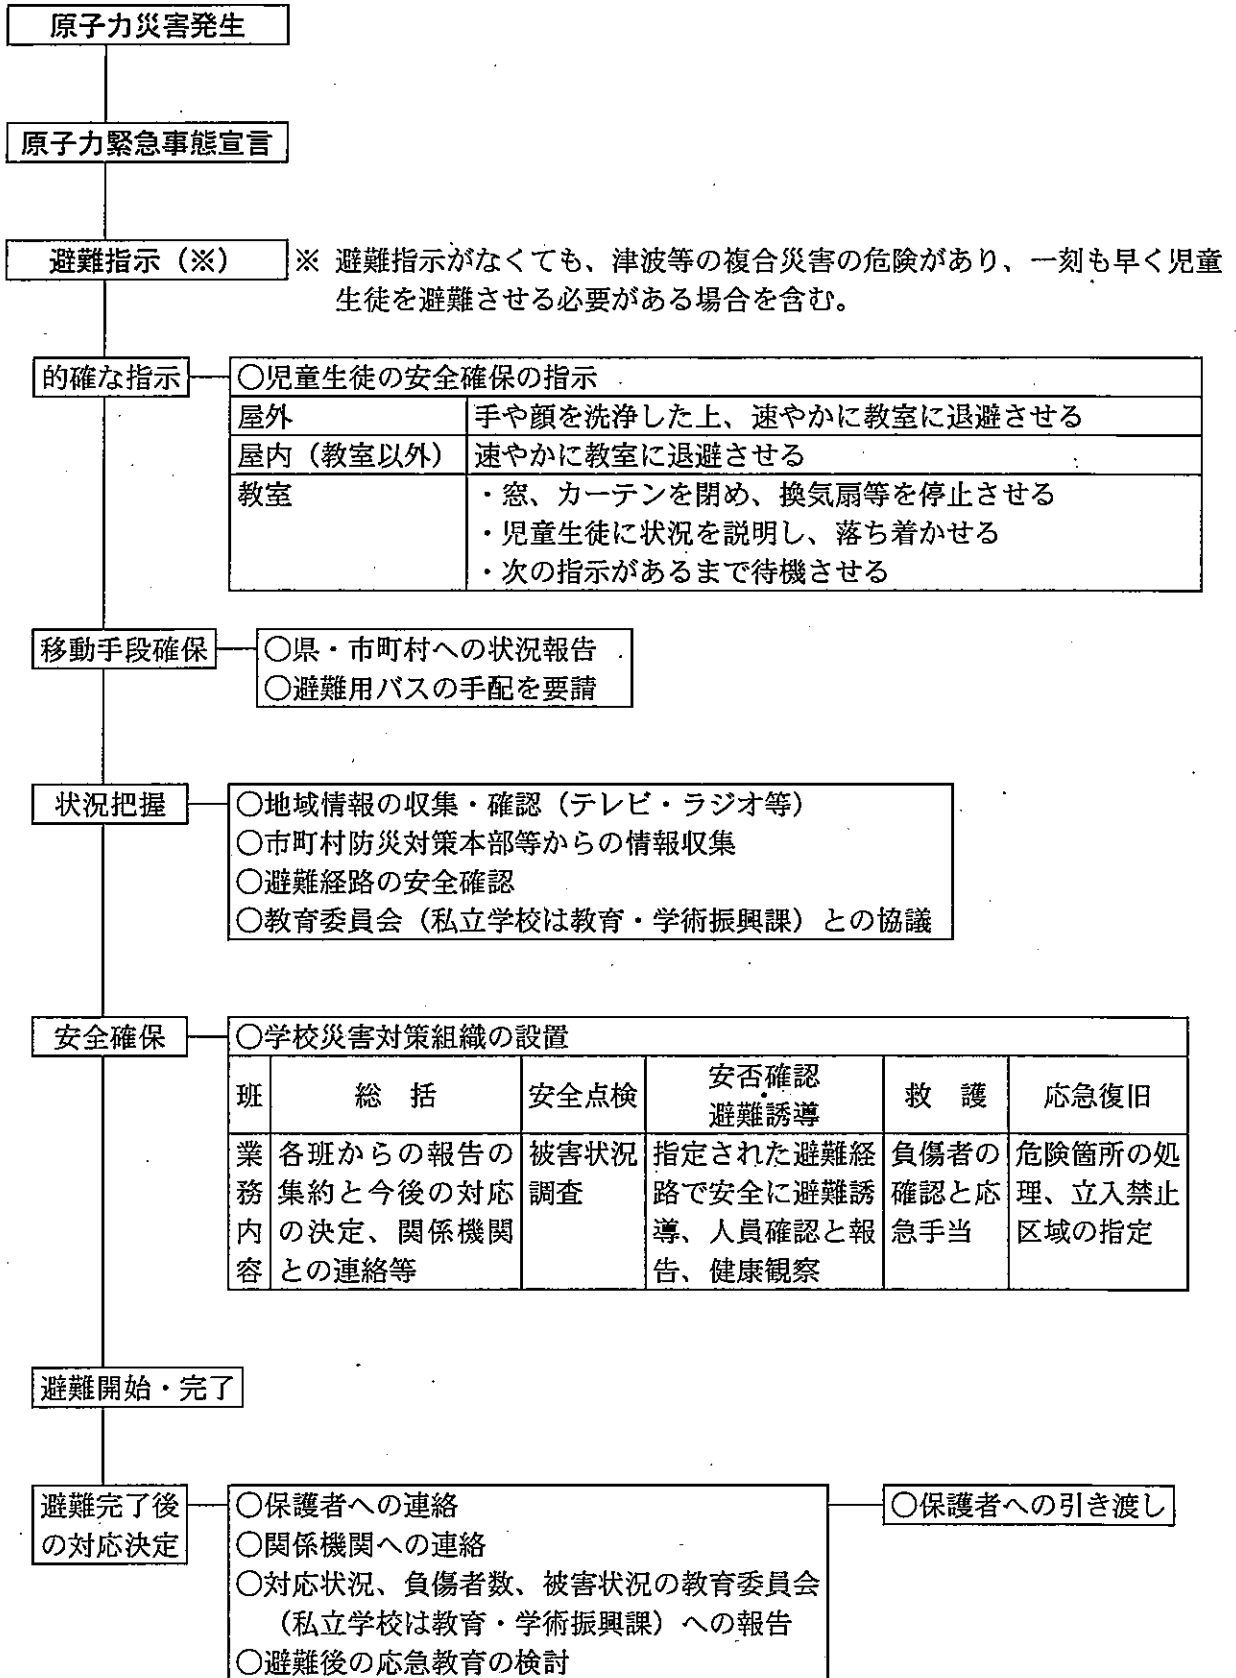 原子力災害発生
原子力緊急事態宣言
避難指示（※）
※ 避難指示がなくても、津波等の複合災害の危険があり、一刻も早く児童
生徒を避難させる必要がある場合を含む。
的確な指示
○児童生徒の安全確保の指示
屋外
手や顔を洗浄した上、速やかに教室に退避させる
屋内（教室以外）
速やかに教室に退避させる
教室
・窓、カーテンを閉め、換気扇等を停止させる
・児童生徒に状況を説明し、落ち着かせる
・次の指示があるまで待機させる
移動手段確保
○県・市町村への状況報告
○避難用バスの手配を要請
状況把握
○地域情報の収集・確認（テレビ・ラジオ等）
○市町村防災対策本部等からの情報収集
○避難経路の安全確認
○教育委員会（私立学校は教育・学術振興課）との協議
安全確保
○学校災害対策組織の設置
班
総　括
安全点検
安否確認
避難誘導
救　護
応急復旧
業務内容
各班からの報告の
集約と今後の対応
の決定、関係機関
との連絡等
被害状況
調査
指定された避難経
路で安全に避難誘
導、人員確認と報
告、健康観察
負傷者の
確認と応
急手当
危険箇所の処
理、立入禁止
区域の指定
避難開始・完了
避難完了後
の対応決定
○保護者への連絡
○関係機関への連絡
○対応状況、負傷者数、被害状況の教育委員会
（私立学校は教育・学術振興課）への報告
○避難後の応急教育の検討
○保護者への引き渡し